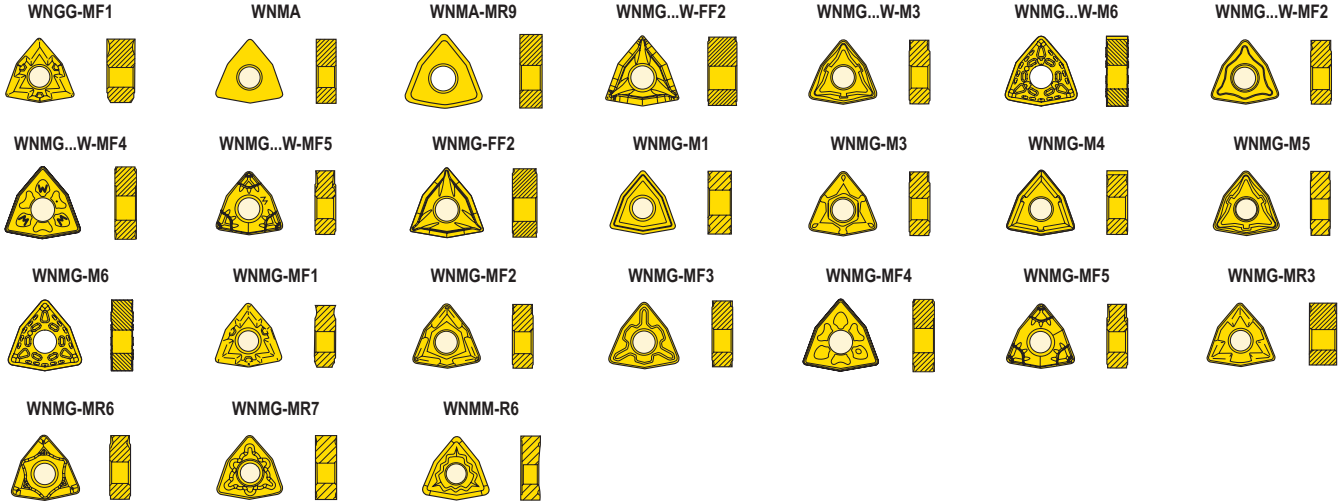 WNGG-MF1 WNMA WNMA-MR9 WNMG...W-FF2 WNMG...W-M3 WNMG...W-M6 WNMG...W-MF2
WNMG...W-MF4 WNMG...W-MF5 WNMG-FF2 WNMG-M1 WNMG-M3 WNMG-M4 WNMG-M5
WNMG-M6 WNMG-MF1 WNMG-MF2 WNMG-MF3 WNMG-MF4 WNMG-MF5 WNMG-MR3
WNMG-MR6 WNMG-MR7 WNMM-R6